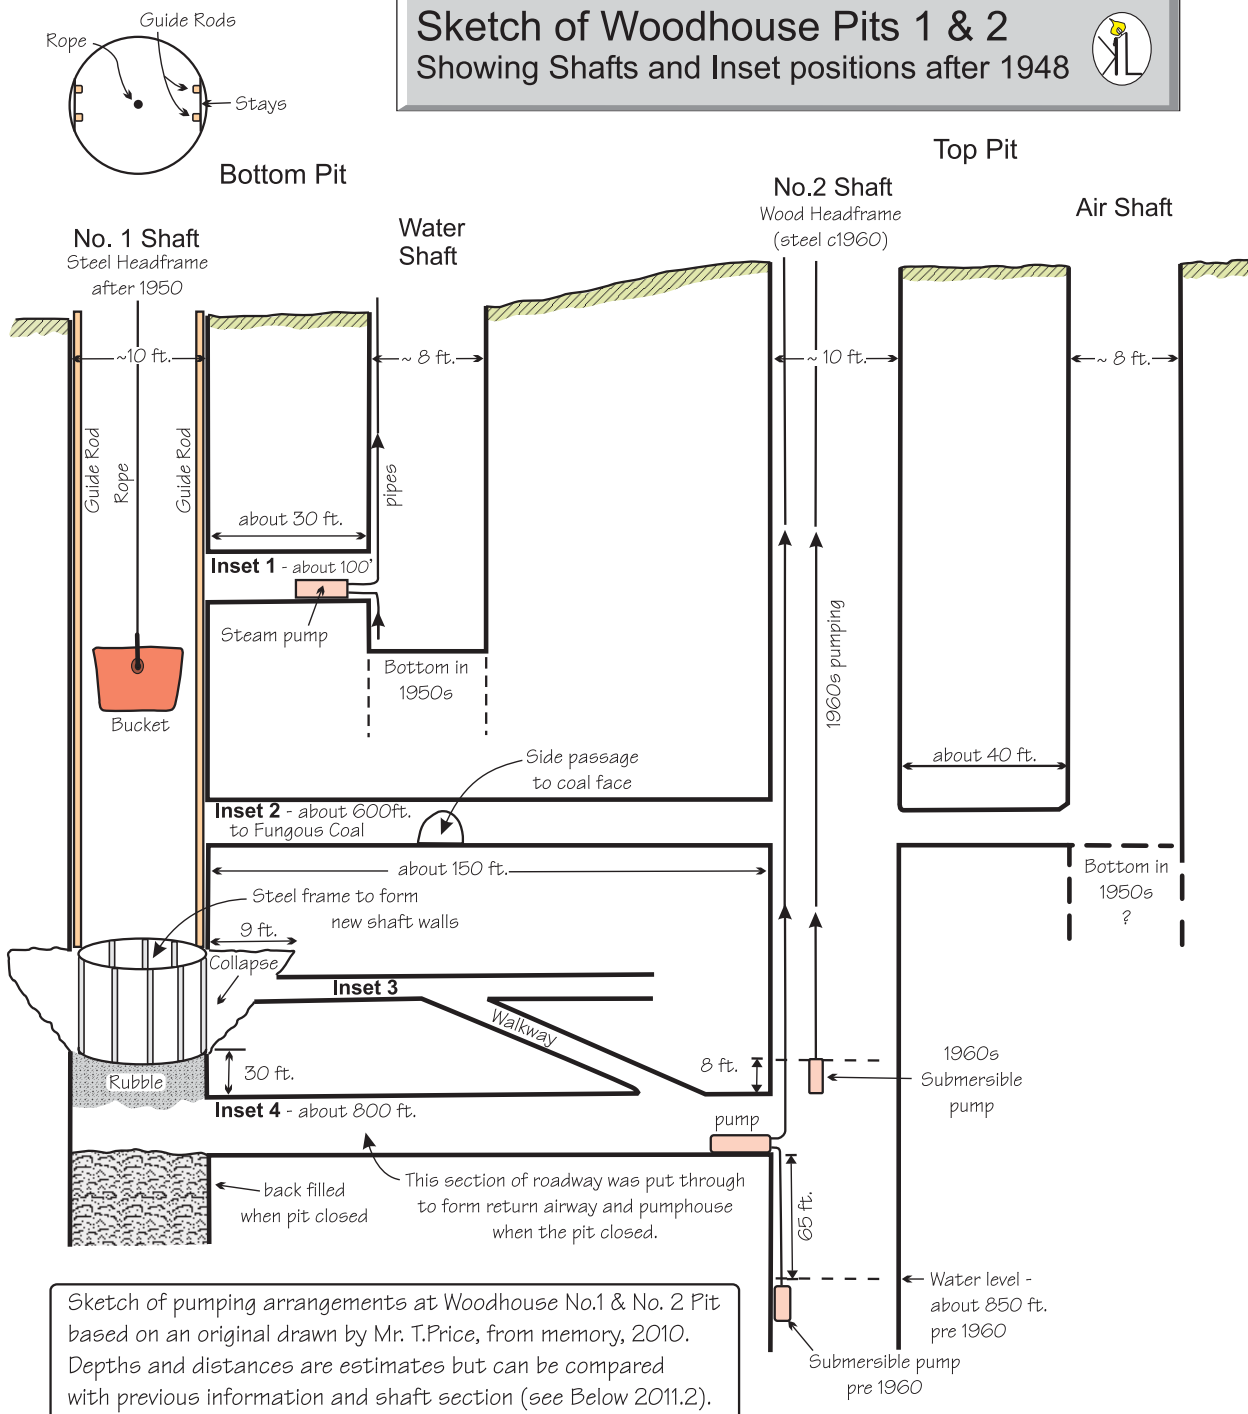 Sketch of Woodhouse Pits 1 & 2
Showing Shafts and Inset positions after 1948
KL
Guide Rods
Rope
Stays
Bottom Pit
Top Pit
No. 1 Shaft
Steel Headframe
after 1950
Water
Shaft
No.2 Shaft
Wood Headframe
(steel c1960)
Air Shaft
~10 ft.
~ 8 ft.
~ 10 ft.
~ 8 ft.
Guide Rod
Rope
Guide Rod
pipes
about 30 ft.
Inset 1 - about 100'
Steam pump
Bottom in
1950s
Bucket
1960s pumping
about 40 ft.
Side passage
to coal face
Inset 2 - about 600ft.
to Fungous Coal
about 150 ft.
Bottom in
1950s
?
Steel frame to form
new shaft walls
9 ft.
Collapse
Inset 3
Walkway
30 ft.
Rubble
8 ft.
1960s
Submersible
pump
Inset 4 - about 800 ft.
pump
This section of roadway was put through
to form return airway and pumphouse
when the pit closed.
back filled
when pit closed
65 ft.
Water level -
about 850 ft.
pre 1960
Submersible pump
pre 1960
Sketch of pumping arrangements at Woodhouse No.1 & No. 2 Pit
based on an original drawn by Mr. T.Price, from memory, 2010.
Depths and distances are estimates but can be compared
with previous information and shaft section (see Below 2011.2).